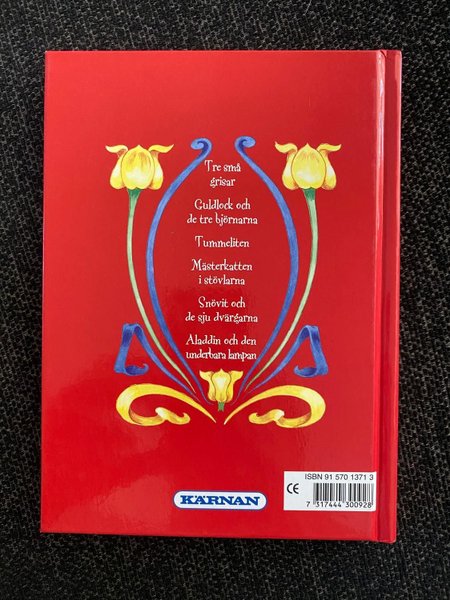 Tre små
grisar
Guldlock och
de tre björnarna
Tummeliten
Mästerkatten
i stövlarna
Snövit och
de sju dvärgarna
Aladdin och den
underbara lampan
KÄRNAN
ISBN 91 570 1371 3
CE
7 317444 300928